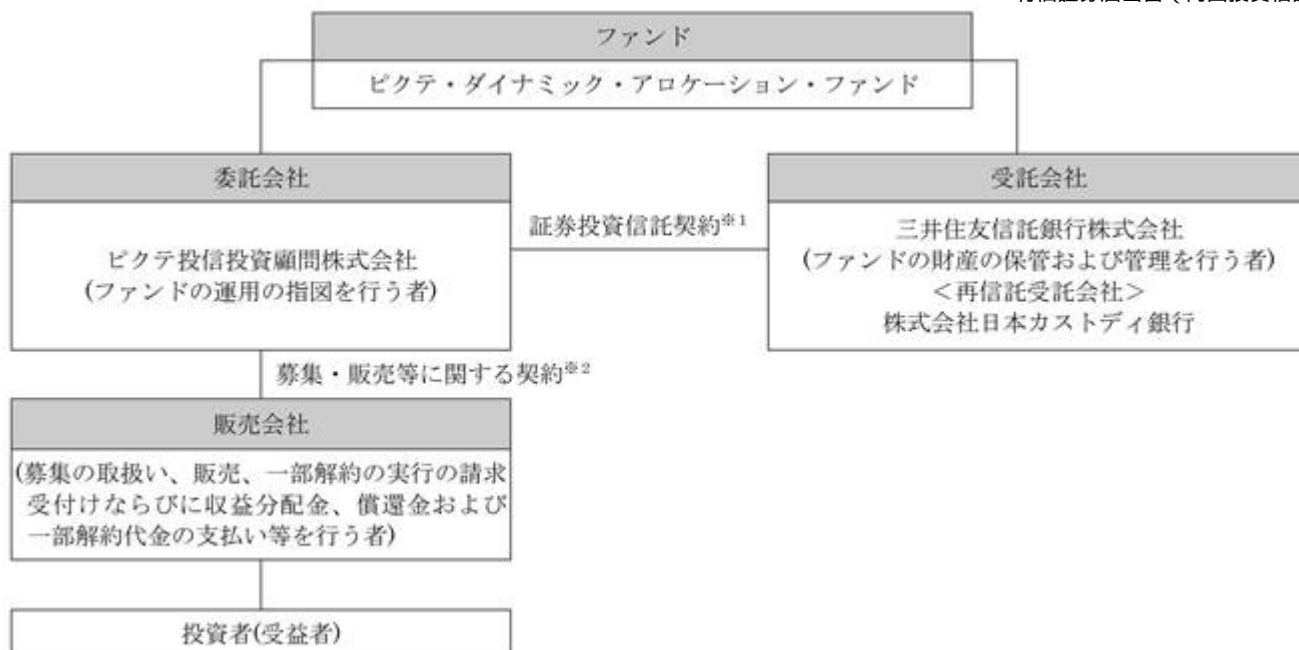 ファンド
ピクテ・ダイナミック・アロケーション・ファンド
委託会社
ピクテ投信投資顧問株式会社
(ファンドの運用の指図を行う者)
証券投資信託契約※1
受託会社
三井住友信託銀行株式会社
(ファンドの財産の保管および管理を行う者)
<再信託受託会社>
株式会社日本カストディ銀行
募集・販売等に関する契約※2
販売会社
(募集の取扱い、販売、一部解約の実行の請求
受付けならびに収益分配金、償還金および
一部解約代金の支払い等を行う者)
投資者(受益者)